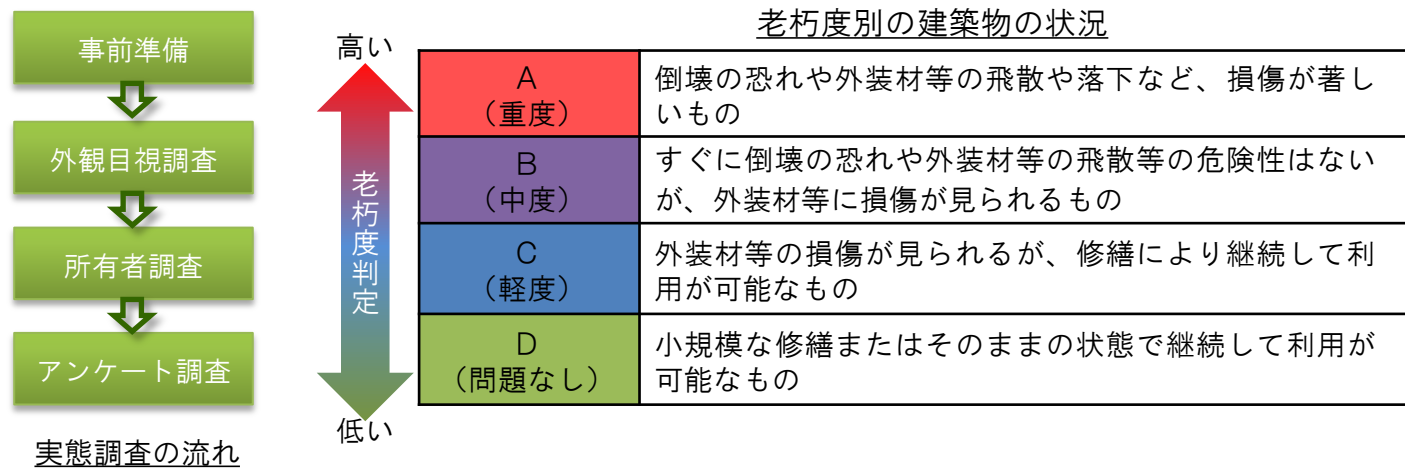 事前準備
外観目視調査
所有者調査
アンケート調査
実態調査の流れ
高い
老朽度判定
低い
老朽度別の建築物の状況
A
（重度）
倒壊の恐れや外装材等の飛散や落下など、損傷が著し
いもの
B
（中度）
すぐに倒壊の恐れや外装材等の飛散等の危険性はない
が、外装材等に損傷が見られるもの
C
（軽度）
外装材等の損傷が見られるが、修繕により継続して利
用が可能なもの
D
（問題なし）
小規模な修繕またはそのままの状態で継続して利用が
可能なもの